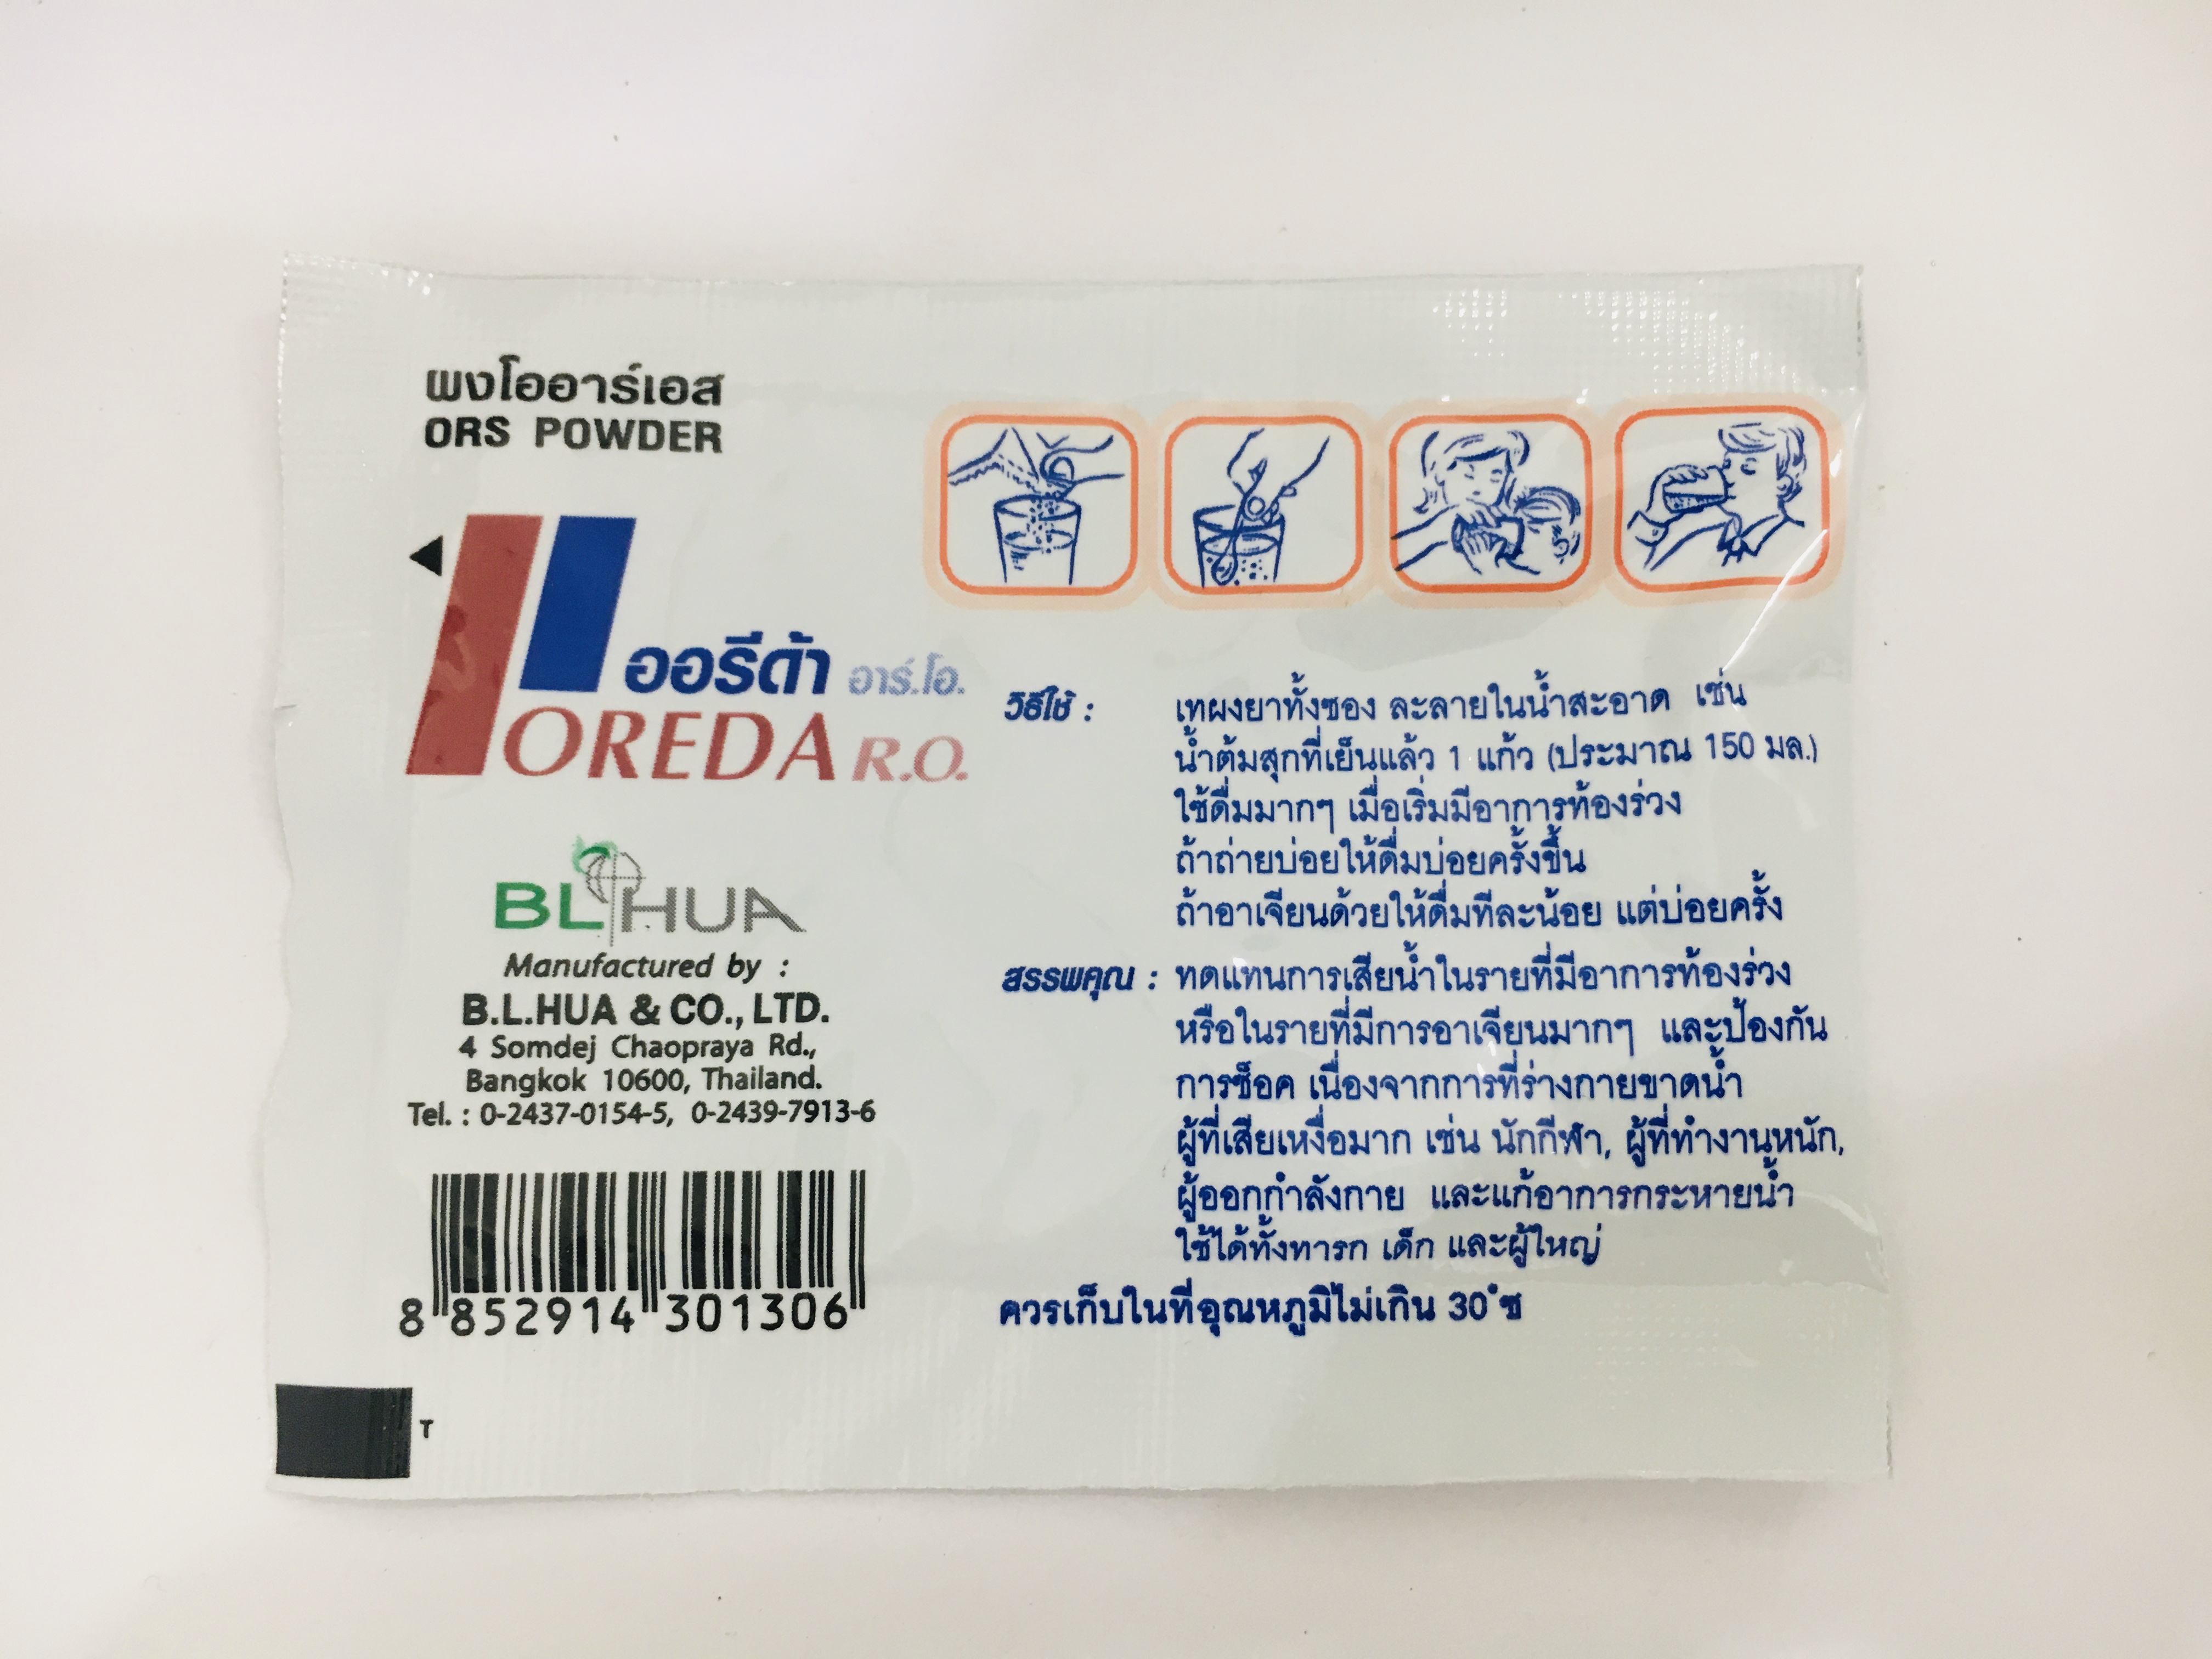 ผงโออาร์เอส
ORS POWDER
ออรีด้า อาร์.โอ.
OREDA R.O.
BLHUA
Manufactured by :
B.L.HUA & CO., LTD.
4 Somdej Chaopraya Rd.,
Bangkok 10600, Thailand.
Tel. : 0-2437-0154-5, 0-2439-7913-6
8 852914 301306
T
วิธีใช้ : เทผงยาทั้งซอง ละลายในน้ำสะอาด เช่น
น้ำต้มสุกที่เย็นแล้ว 1 แก้ว (ประมาณ 150 มล.)
ใช้ดื่มมากๆ เมื่อเริ่มมีอาการท้องร่วง
ถ้าถ่ายบ่อยให้ดื่มบ่อยครั้งขึ้น
ถ้าอาเจียนด้วยให้ดื่มทีละน้อย แต่บ่อยครั้ง
สรรพคุณ : ทดแทนการเสียน้ำในรายที่มีอาการท้องร่วง
หรือในรายที่มีการอาเจียนมากๆ และป้องกัน
การช็อค เนื่องจากการที่ร่างกายขาดน้ำ
ผู้ที่เสียเหงื่อมาก เช่น นักกีฬา, ผู้ที่ทำงานหนัก,
ผู้ออกกำลังกาย และแก้อาการกระหายน้ำ
ใช้ได้ทั้งทารก เด็ก และผู้ใหญ่
ควรเก็บในที่อุณหภูมิไม่เกิน 30°ซ